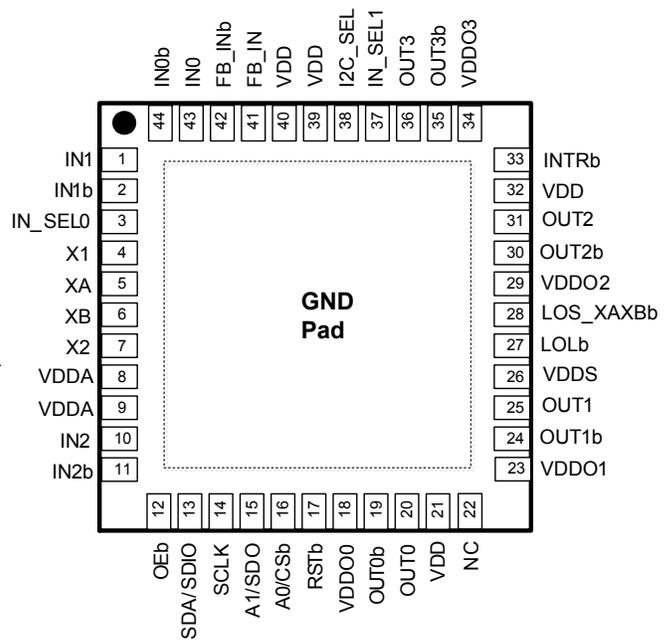 IN0b
IN0
FB_INb
FB_IN
VDD
VDD
I2C_SEL
IN_SEL1
OUT3
OUT3b
VDDO3
44
43
42
41
40
39
38
37
36
35
34
IN1 1
IN1b 2
IN_SEL0 3
X1 4
XA 5
XB 6
X2 7
VDDA 8
VDDA 9
IN2 10
IN2b 11
GND
Pad
33 INTRb
32 VDD
31 OUT2
30 OUT2b
29 VDDO2
28 LOS_XAXBb
27 LOLb
26 VDDS
25 OUT1
24 OUT1b
23 VDDO1
12
13
14
15
16
17
18
19
20
21
22
OEb
SDA/SDIO
SCLK
A1/SDO
A0/CSb
RSTb
VDDO0
OUT0b
OUT0
VDD
NC